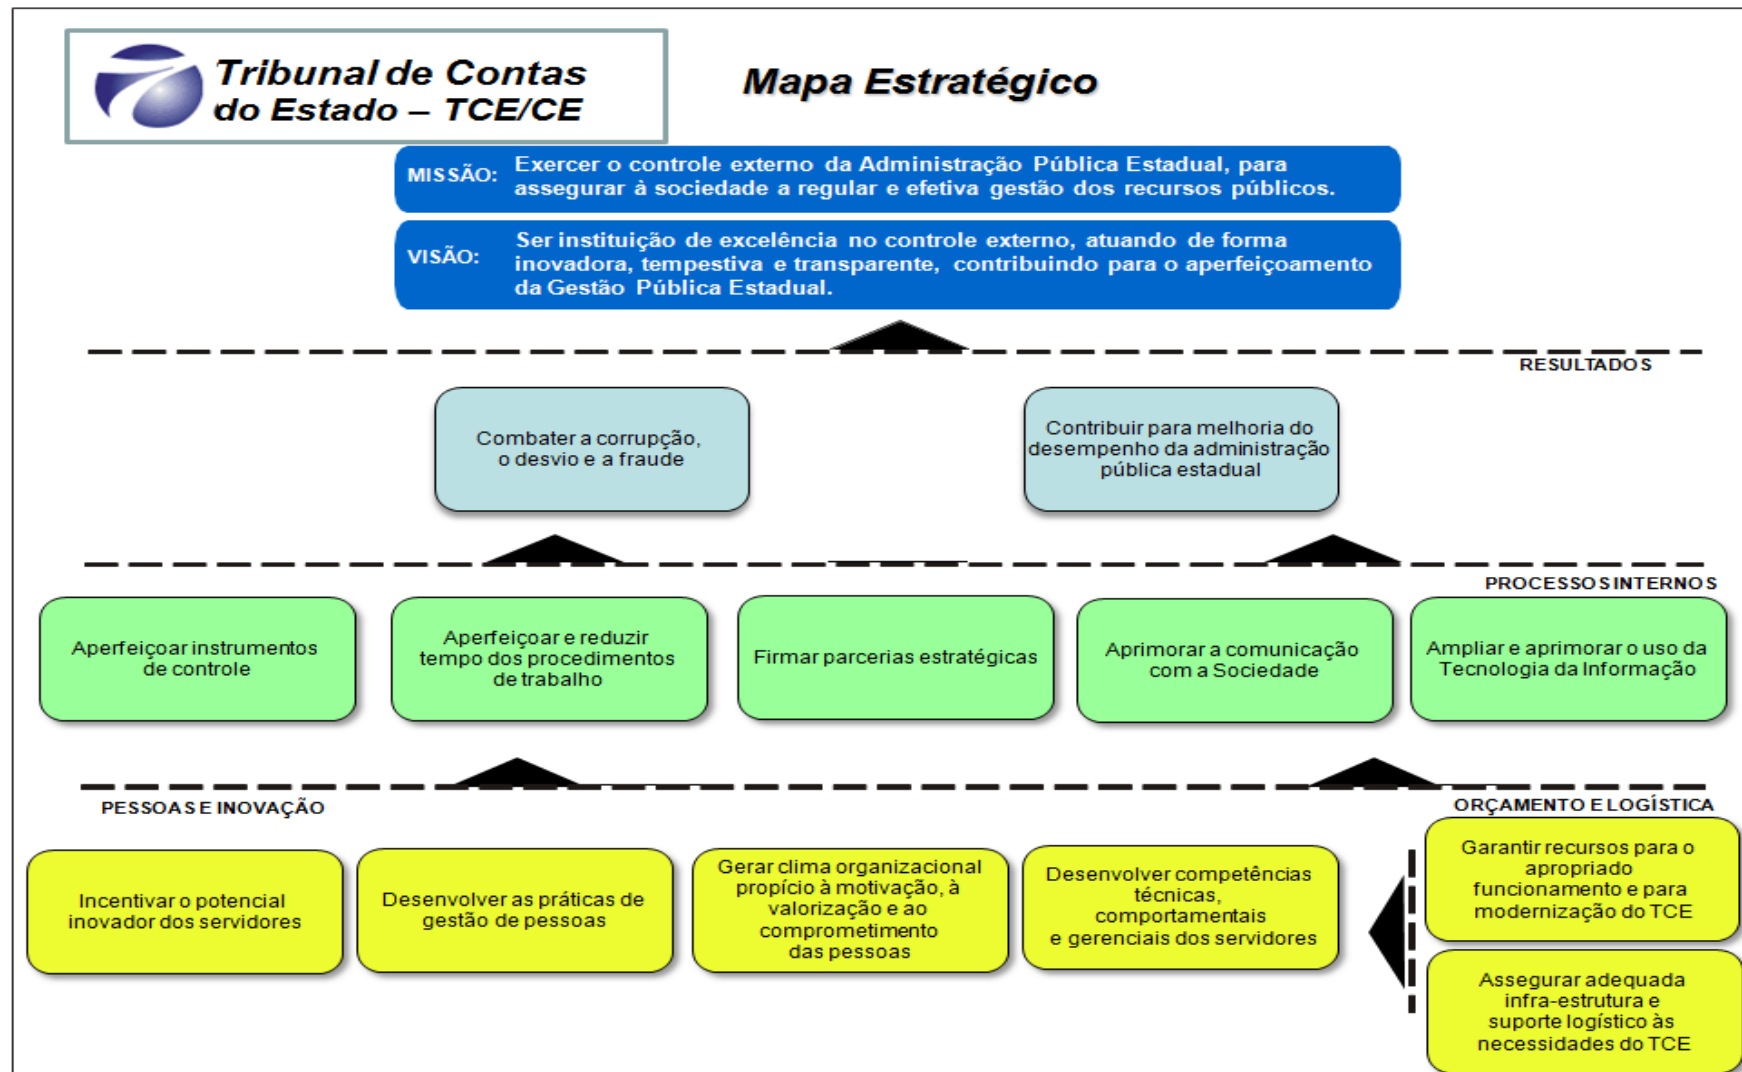 Tribunal de Contas
do Estado – TCE/CE
Mapa Estratégico
MISSÃO:
Exercer o controle externo da Administração Pública Estadual, para
assegurar à sociedade a regular e efetiva gestão dos recursos públicos.
VISÃO:
Ser instituição de excelência no controle externo, atuando de forma
inovadora, tempestiva e transparente, contribuindo para o aperfeiçoamento
da Gestão Pública Estadual.
RESULTADOS
Combater a corrupção,
o desvio e a fraude
Contribuir para melhoria do
desempenho da administração
pública estadual
PROCESSOS INTERNOS
Aperfeiçoar instrumentos
de controle
Aperfeiçoar e reduzir
tempo dos procedimentos
de trabalho
Firmar parcerias estratégicas
Aprimorar a comunicação
com a Sociedade
Ampliar e aprimorar o uso da
Tecnologia da Informação
PESSOAS E INOVAÇÃO
ORÇAMENTO E LOGÍSTICA
Incentivar o potencial
inovador dos servidores
Desenvolver as práticas de
gestão de pessoas
Gerar clima organizacional
propício à motivação, à
valorização e ao
comprometimento
das pessoas
Desenvolver competências
técnicas,
comportamentais
e gerenciais dos servidores
Garantir recursos para o
apropriado
funcionamento e para
modernização do TCE
Assegurar adequada
infra-estrutura e
suporte logístico às
necessidades do TCE